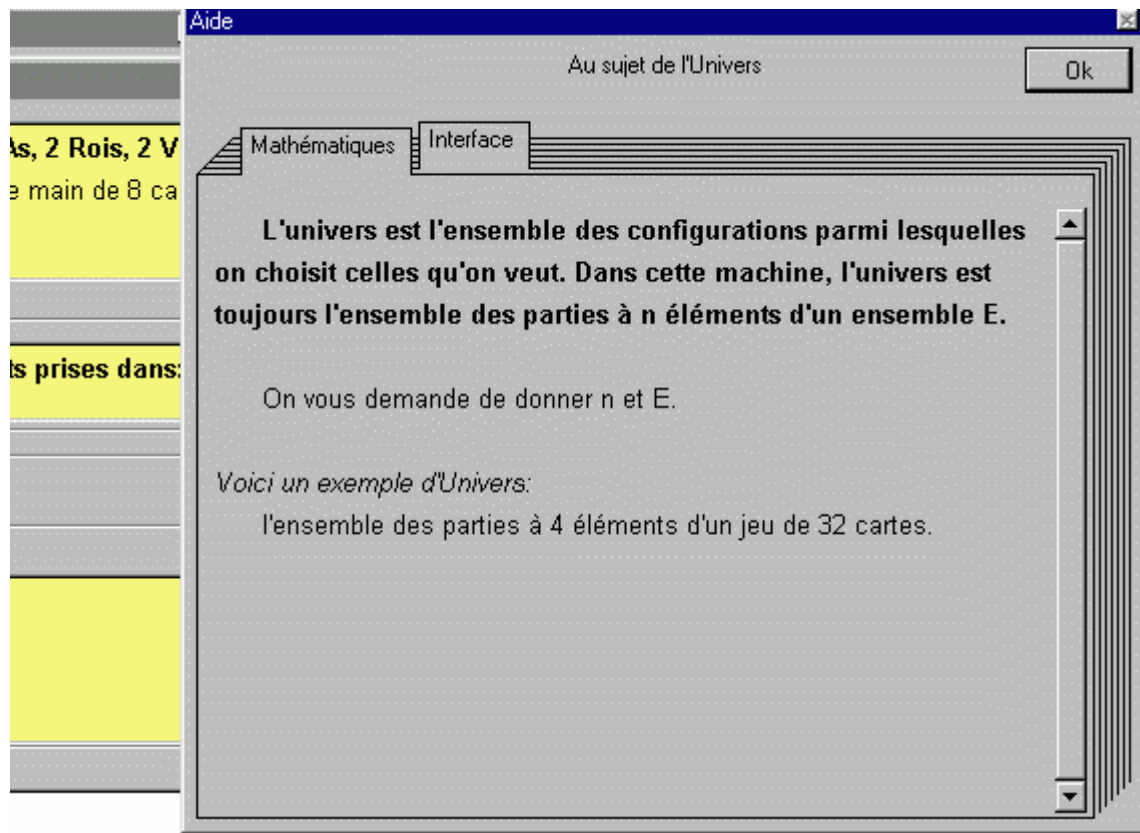 Aide
Au sujet de l'Univers
Ok
Mathématiques
Interface
As, 2 Rois, 2 V
e main de 8 ca
ts prises dans:
L'univers est l'ensemble des configurations parmi lesquelles
on choisit celles qu'on veut. Dans cette machine, l'univers est
toujours l'ensemble des parties à n éléments d'un ensemble E.
On vous demande de donner n et E.
Voici un exemple d'Univers:
l'ensemble des parties à 4 éléments d'un jeu de 32 cartes.